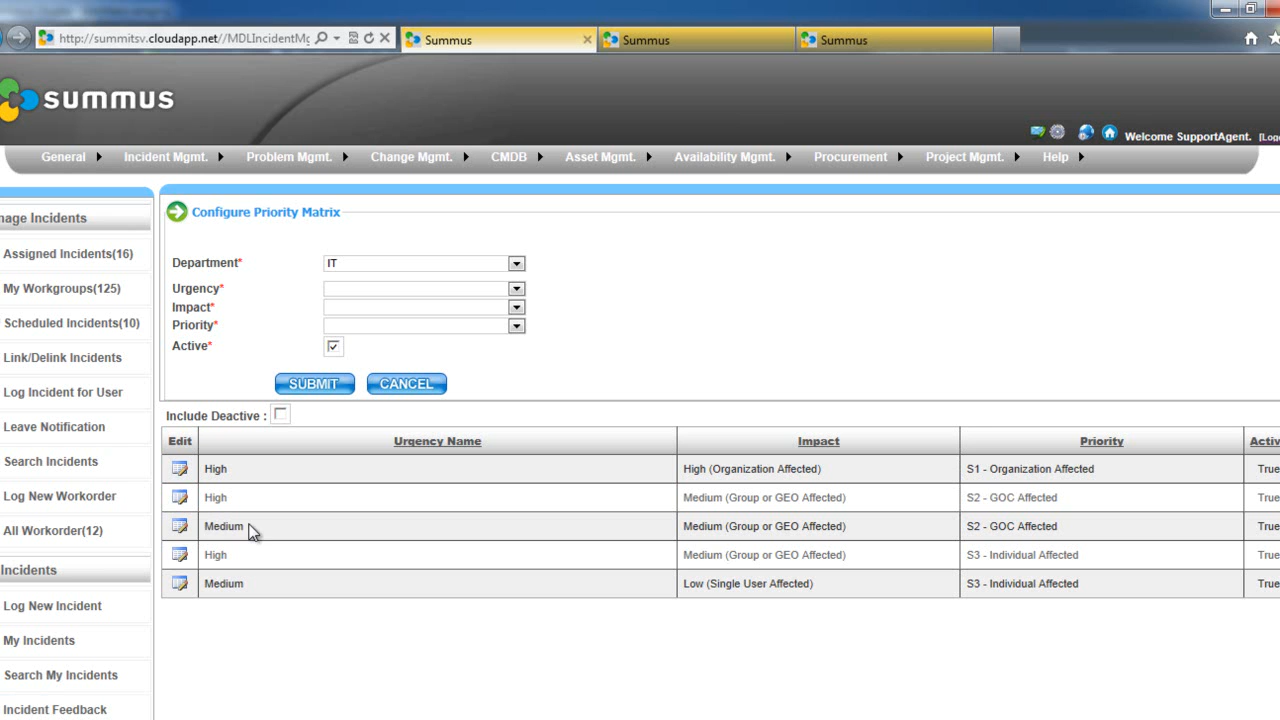 http://summitsv.cloudapp.net//MDLIncidentMg
Summus
Summus
Summus
summus
Welcome SupportAgent. [Log
General Incident Mgmt. Problem Mgmt. Change Mgmt. CMDB Asset Mgmt. Availability Mgmt. Procurement Project Mgmt. Help
nage Incidents
Assigned Incidents(16)
My Workgroups(125)
Scheduled Incidents(10)
Link/Delink Incidents
Log Incident for User
Leave Notification
Search Incidents
Log New Workorder
All Workorder(12)
Incidents
Log New Incident
My Incidents
Search My Incidents
Incident Feedback
Configure Priority Matrix
Department* IT
Urgency*
Impact*
Priority*
Active*
SUBMIT CANCEL
Include Deactive :
Edit Urgency Name Impact Priority Activ
High High (Organization Affected) S1 - Organization Affected True
High Medium (Group or GEO Affected) S2 - GOC Affected True
Medium Medium (Group or GEO Affected) S2 - GOC Affected True
High Medium (Group or GEO Affected) S3 - Individual Affected True
Medium Low (Single User Affected) S3 - Individual Affected True